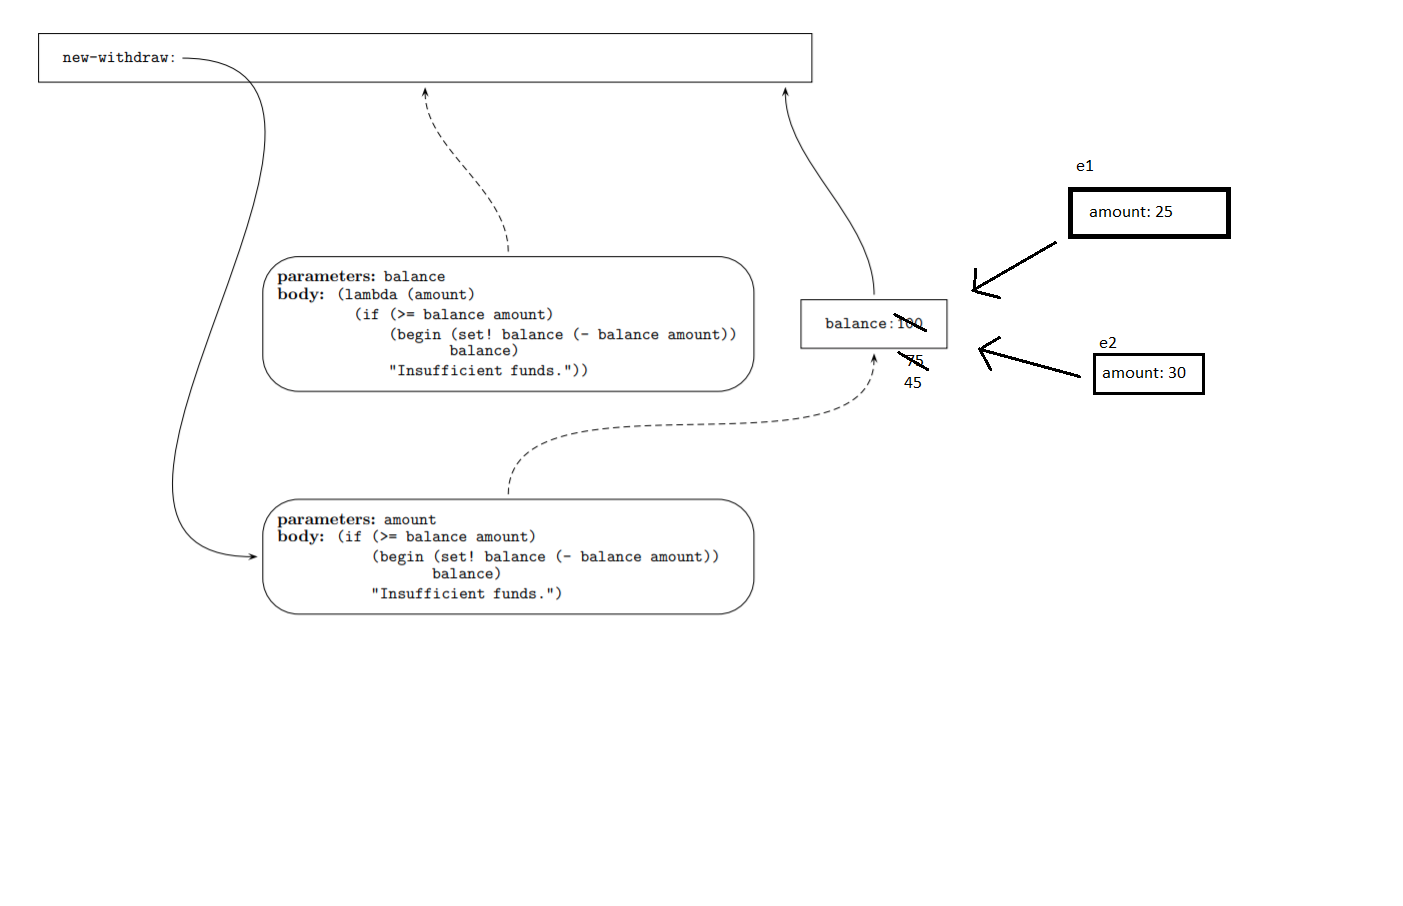 new-withdraw:
e1
amount: 25
parameters: balance
body: (lambda (amount)
(if (>= balance amount)
(begin (set! balance (- balance amount))
balance)
"Insufficient funds."))
balance:100
75
45
e2
amount: 30
parameters: amount
body: (if (>= balance amount)
(begin (set! balance (- balance amount))
balance)
"Insufficient funds.")